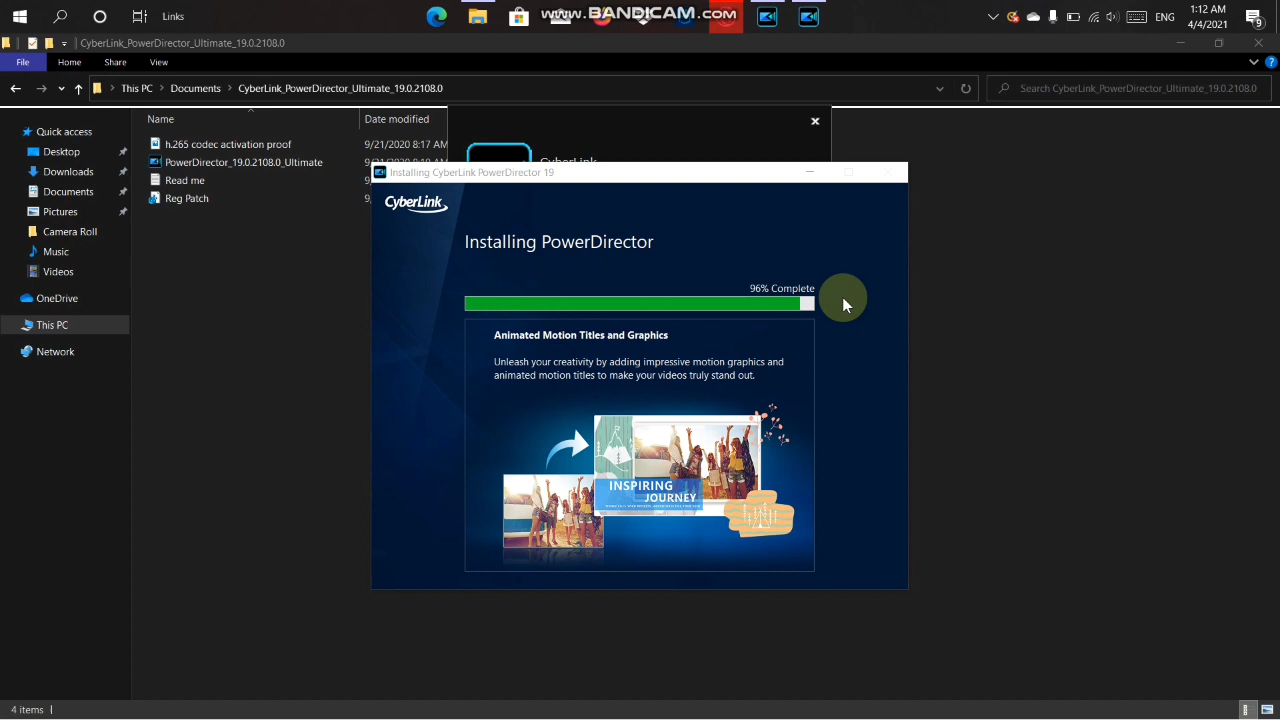 Links
www.BANDICAM.com
ENG
1:12 AM
4/4/2021
9
CyberLink_PowerDirector_Ultimate_19.0.2108.0
File
Home
Share
View
This PC
Documents
CyberLink_PowerDirector_Ultimate_19.0.2108.0
Search CyberLink_PowerDirector_Ultimate_19.0.2108.0
Quick access
Desktop
Downloads
Documents
Pictures
Camera Roll
Music
Videos
OneDrive
This PC
Network
Name
Date modified
h.265 codec activation proof
9/21/2020 8:17 AM
PowerDirector_19.0.2108.0_Ultimate
Read me
Reg Patch
CyberLink
Installing CyberLink PowerDirector 19
CyberLink
Installing PowerDirector
96% Complete
Animated Motion Titles and Graphics
Unleash your creativity by adding impressive motion graphics and
animated motion titles to make your videos truly stand out.
INSPIRING
JOURNEY
4 items